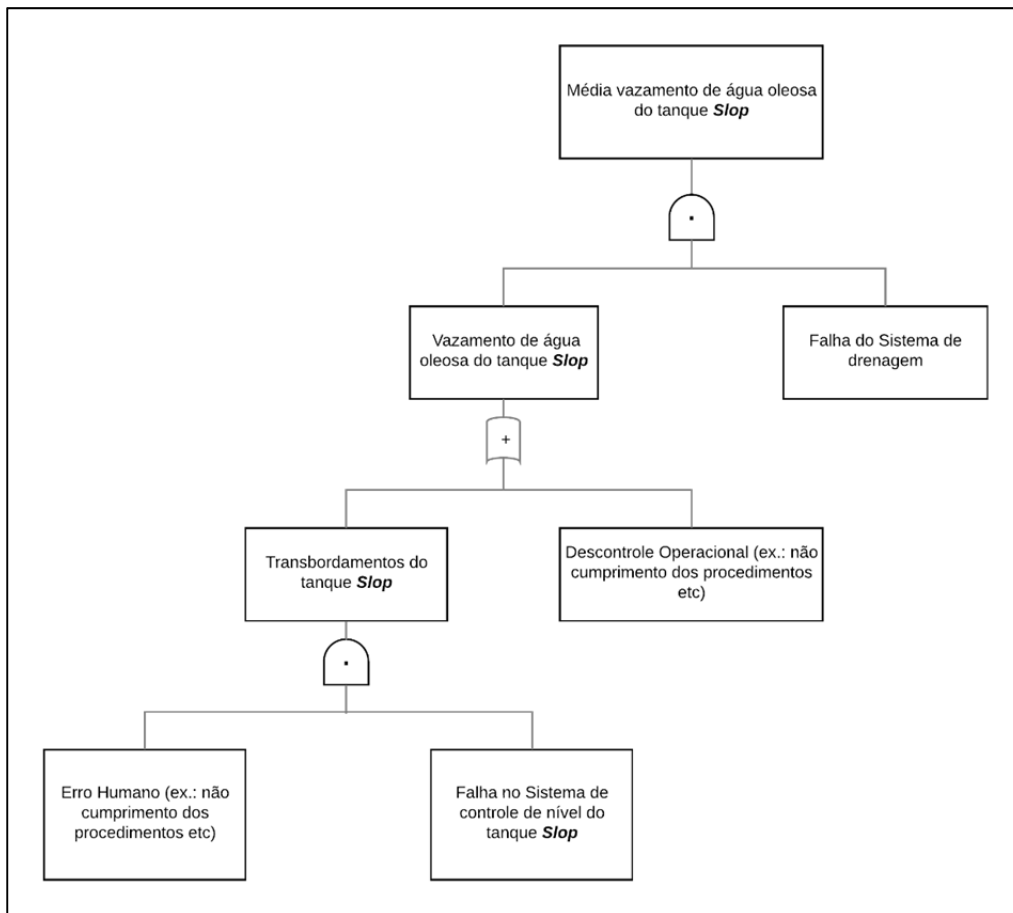 Média vazamento de água oleosa
do tanque Slop
.
Vazamento de água
oleosa do tanque Slop
Falha do Sistema de
drenagem
+
Transbordamentos do
tanque Slop
Descontrole Operacional (ex.: não
cumprimento dos procedimentos
etc)
.
Erro Humano (ex.: não
cumprimento dos
procedimentos etc)
Falha no Sistema de
controle de nível do
tanque Slop